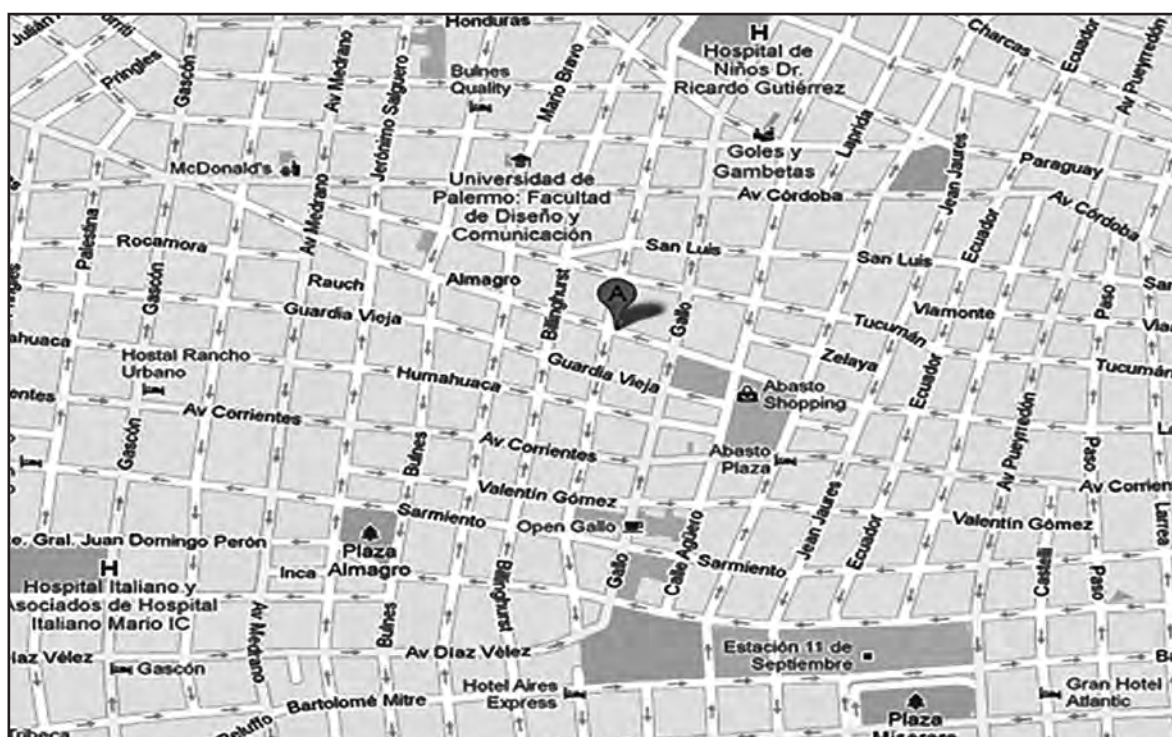 Honduras
Julián
Pringles
Gascón
Av Medrano
Jerónimo Salguero
Bulnes
Quality
Mario Bravo
H
Hospital de
Niños Dr.
Ricardo Gutiérrez
Charcas
Ecuador
Av Pueyrredón
McDonald's
Universidad de
Palermo: Facultad
de Diseño y
Comunicación
Goles y
Gambetas
Laprida
Jean Jaures
Paraguay
Av Córdoba
Av Córdoba
Palestina
Rocamora
Gascón
Av Medrano
Rauch
Almagro
San Luis
San Luis
Ecuador
Paso
Guardia Vieja
Billinghurst
A
Gallo
Tucumán
Viamonte
Zelaya
Tucumán
Hostal Rancho
Urbano
Humahuaca
Guardia Vieja
Abasto
Shopping
Ecuador
Av Corrientes
Gascón
Bulnes
Av Corrientes
Abasto
Plaza
Av Pueyrredón
Paso
Valentín Gómez
Sarmiento
Open Gallo
Calle Agüero
Jean Jaures
Ecuador
Valentín Gómez
Larrea
e. Gral. Juan Domingo Perón
Plaza
Almagro
Inca
Gallo
Sarmiento
Castelli
Paso
H
Hospital Italiano y
Asociados de Hospital
Italiano Mario IC
Av Medrano
Bulnes
Billinghurst
Av Díaz Vélez
Estación 11 de
Septiembre
Gascón
Bartolomé Mitre
Hotel Aires
Express
Gran Hotel
Atlantic
Plaza